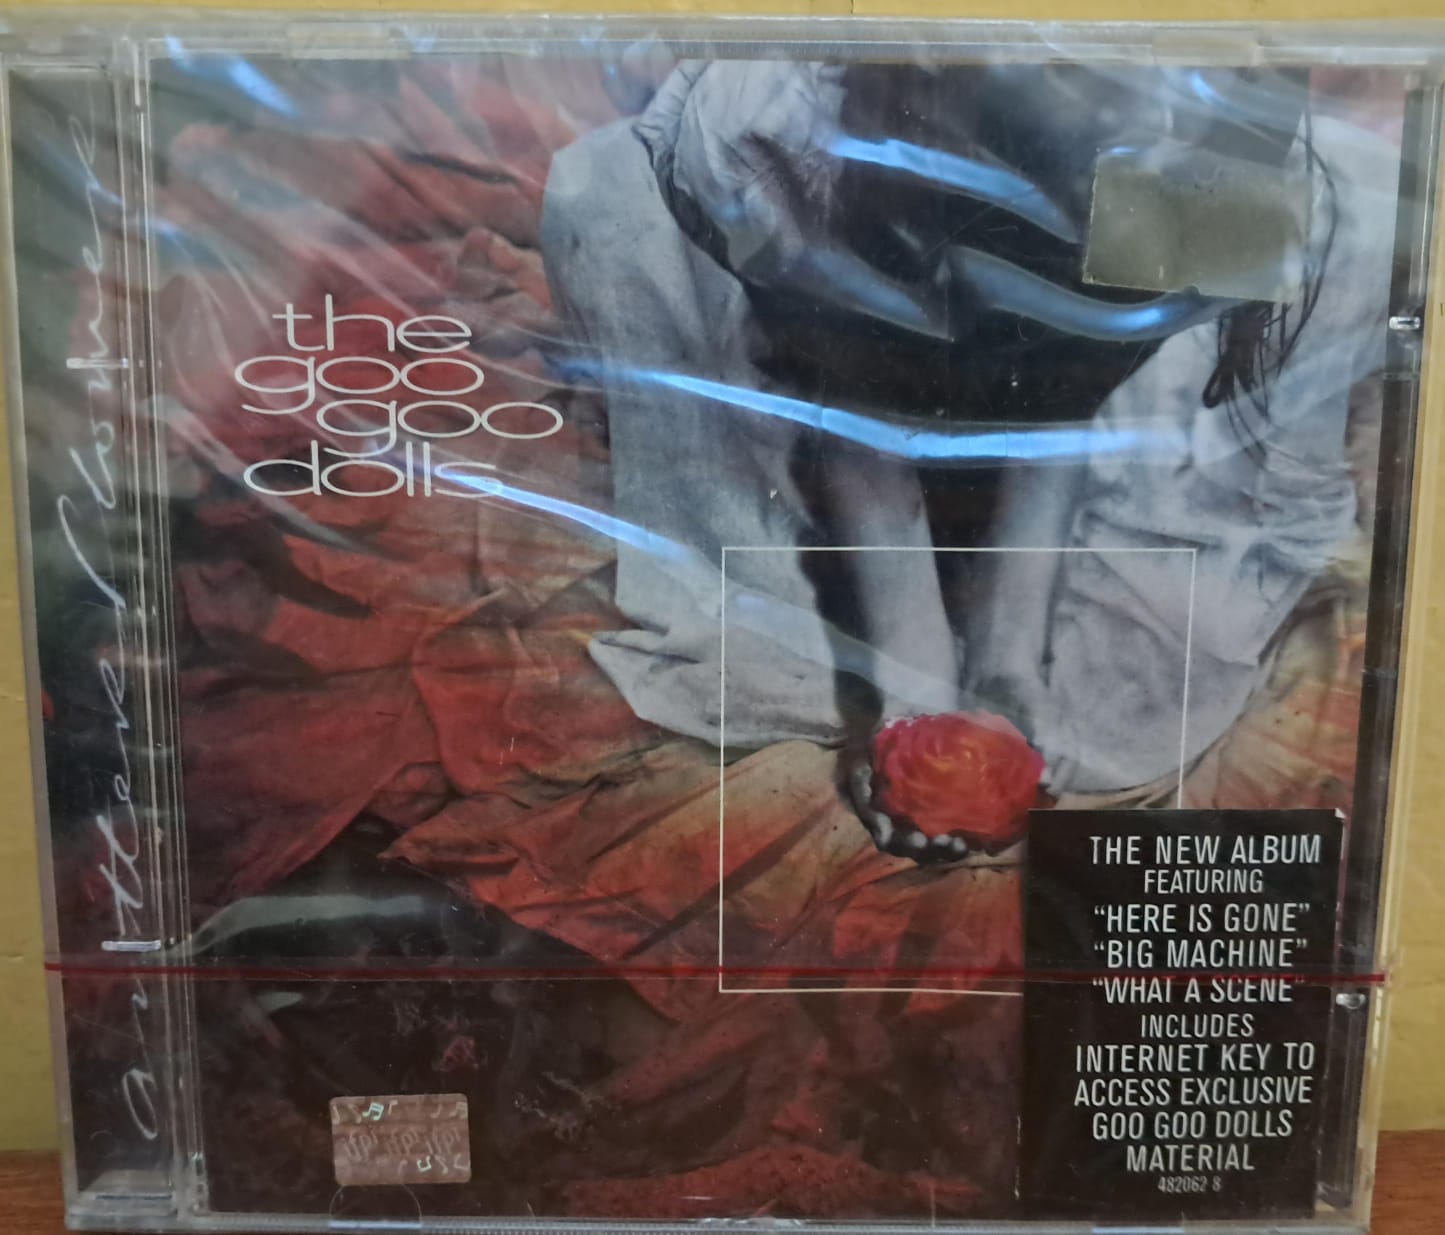 the
goo
goo
dolls
gutterflower
THE NEW ALBUM
FEATURING
“HERE IS GONE”
“BIG MACHINE”
“WHAT A SCENE”
INCLUDES
INTERNET KEY TO
ACCESS EXCLUSIVE
GOO GOO DOLLS
MATERIAL
482062 8